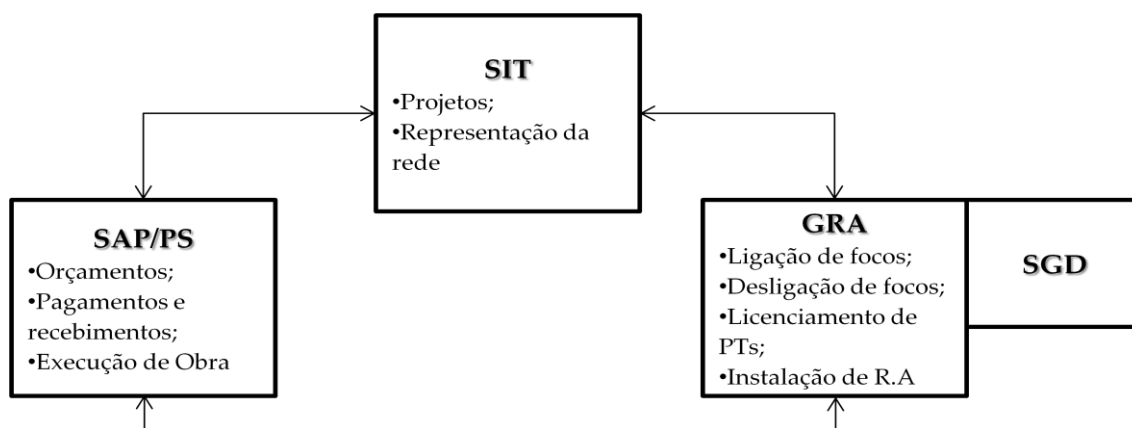 SIT
•Projetos;
•Representação da
rede
SAP/PS
•Orçamentos;
•Pagamentos e
recebimentos;
•Execução de Obra
GRA
•Ligação de focos;
•Desligação de focos;
•Licenciamento de
PTs;
•Instalação de R.A
SGD